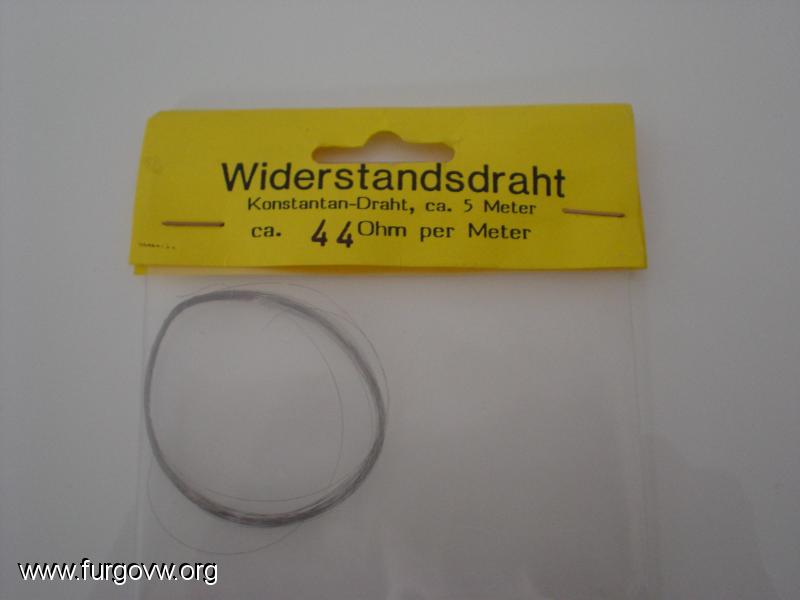 Widerstandsdraht
Konstantan-Draht, ca. 5 Meter
ca. 44 Ohm per Meter
www.furgovw.org